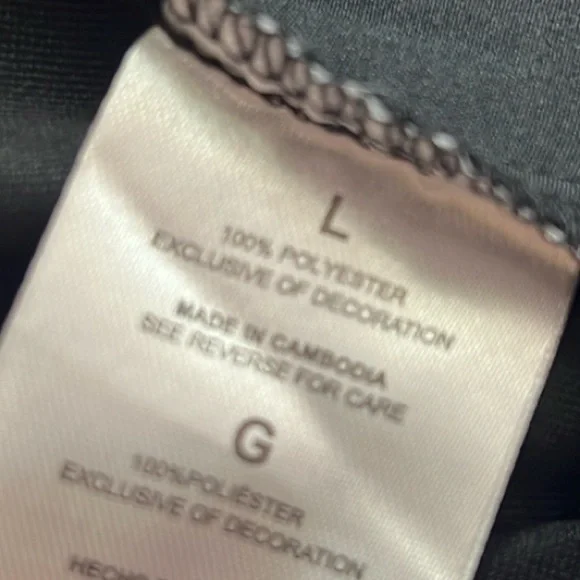 L
100% POLYESTER
EXCLUSIVE OF DECORATION
MADE IN CAMBODIA
SEE REVERSE FOR CARE
G
100%POLIÉSTER
EXCLUSIVE OF DECORATION